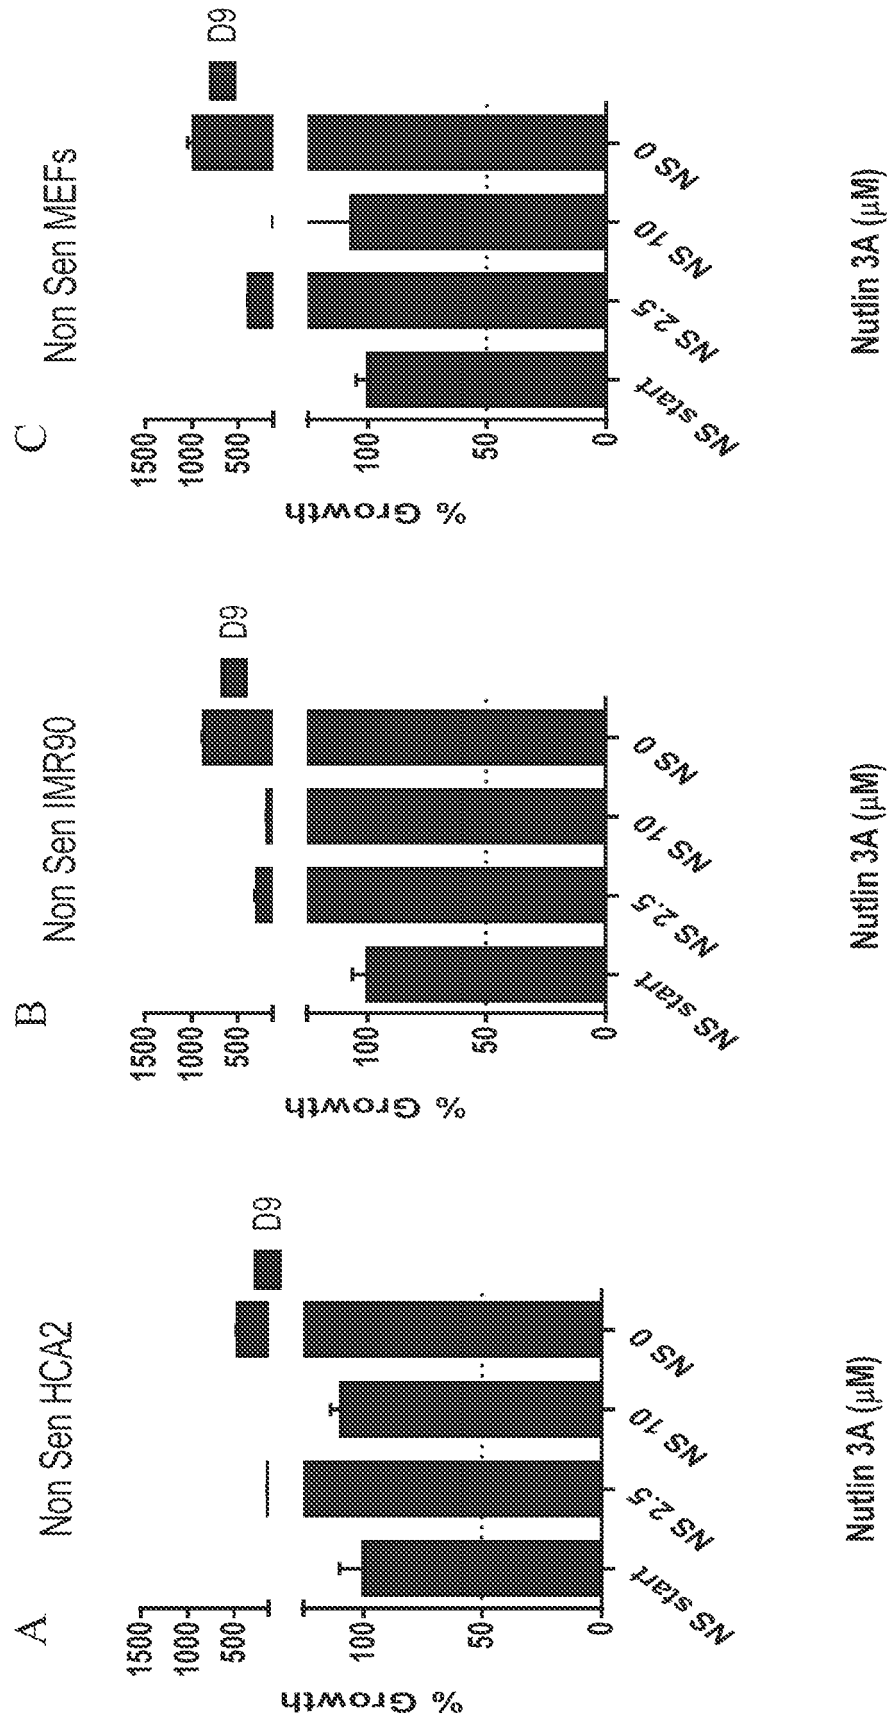 A
Non Sen HCA2
D9
% Growth
1500
1000
500
100
50
0
NS start
NS 2.5
NS 10
NS 0
Nutlin 3A (µM)
B
Non Sen IMR90
D9
% Growth
1500
1000
500
100
50
0
NS start
NS 2.5
NS 10
NS 0
Nutlin 3A (µM)
C
Non Sen MEFs
D9
% Growth
1500
1000
500
100
50
0
NS start
NS 2.5
NS 10
NS 0
Nutlin 3A (µM)